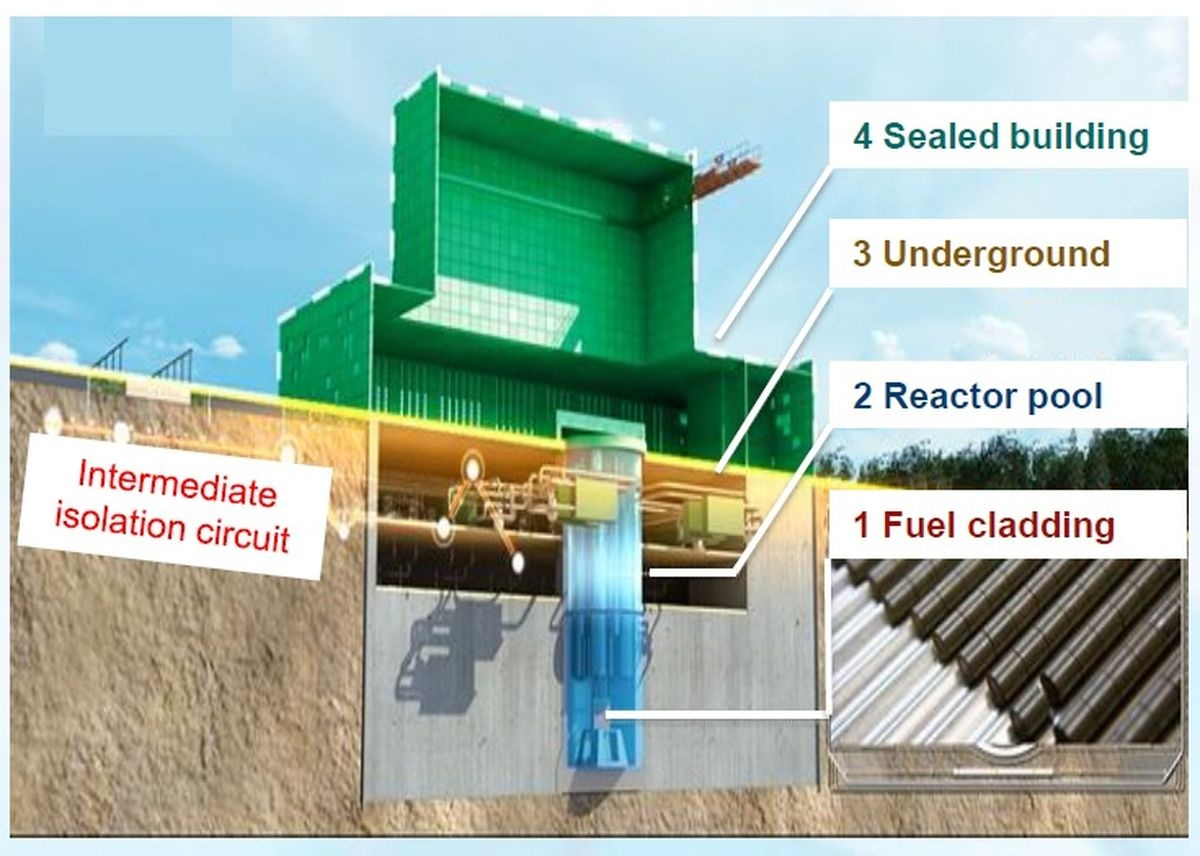 4 Sealed building
3 Underground
2 Reactor pool
1 Fuel cladding
Intermediate
isolation circuit